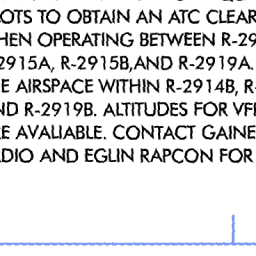 OTS TO OBTAIN AN ATC CLEAR
HEN OPERATING BETWEEN R-29
2915A, R-2915B,AND R-2919A.
E AIRSPACE WITHIN R-2914B, R-
ND R-2919B. ALTITUDES FOR VF
E AVALIABLE. CONTACT GAINE
DIO AND EGLIN RAPCON FOR